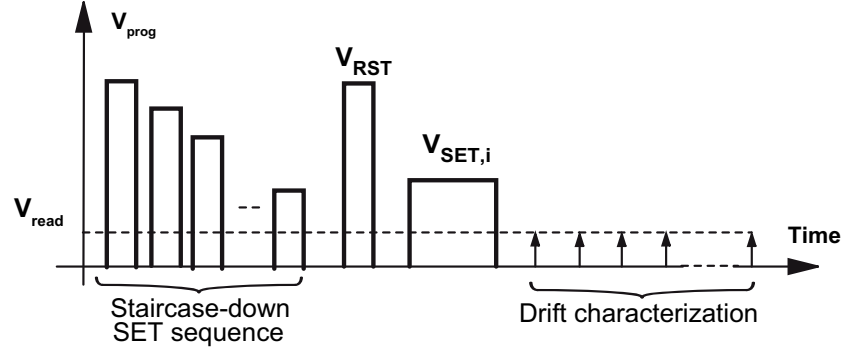 V_prog
V_RST
V_SET,i
V_read
Time
Staircase-down
SET sequence
Drift characterization